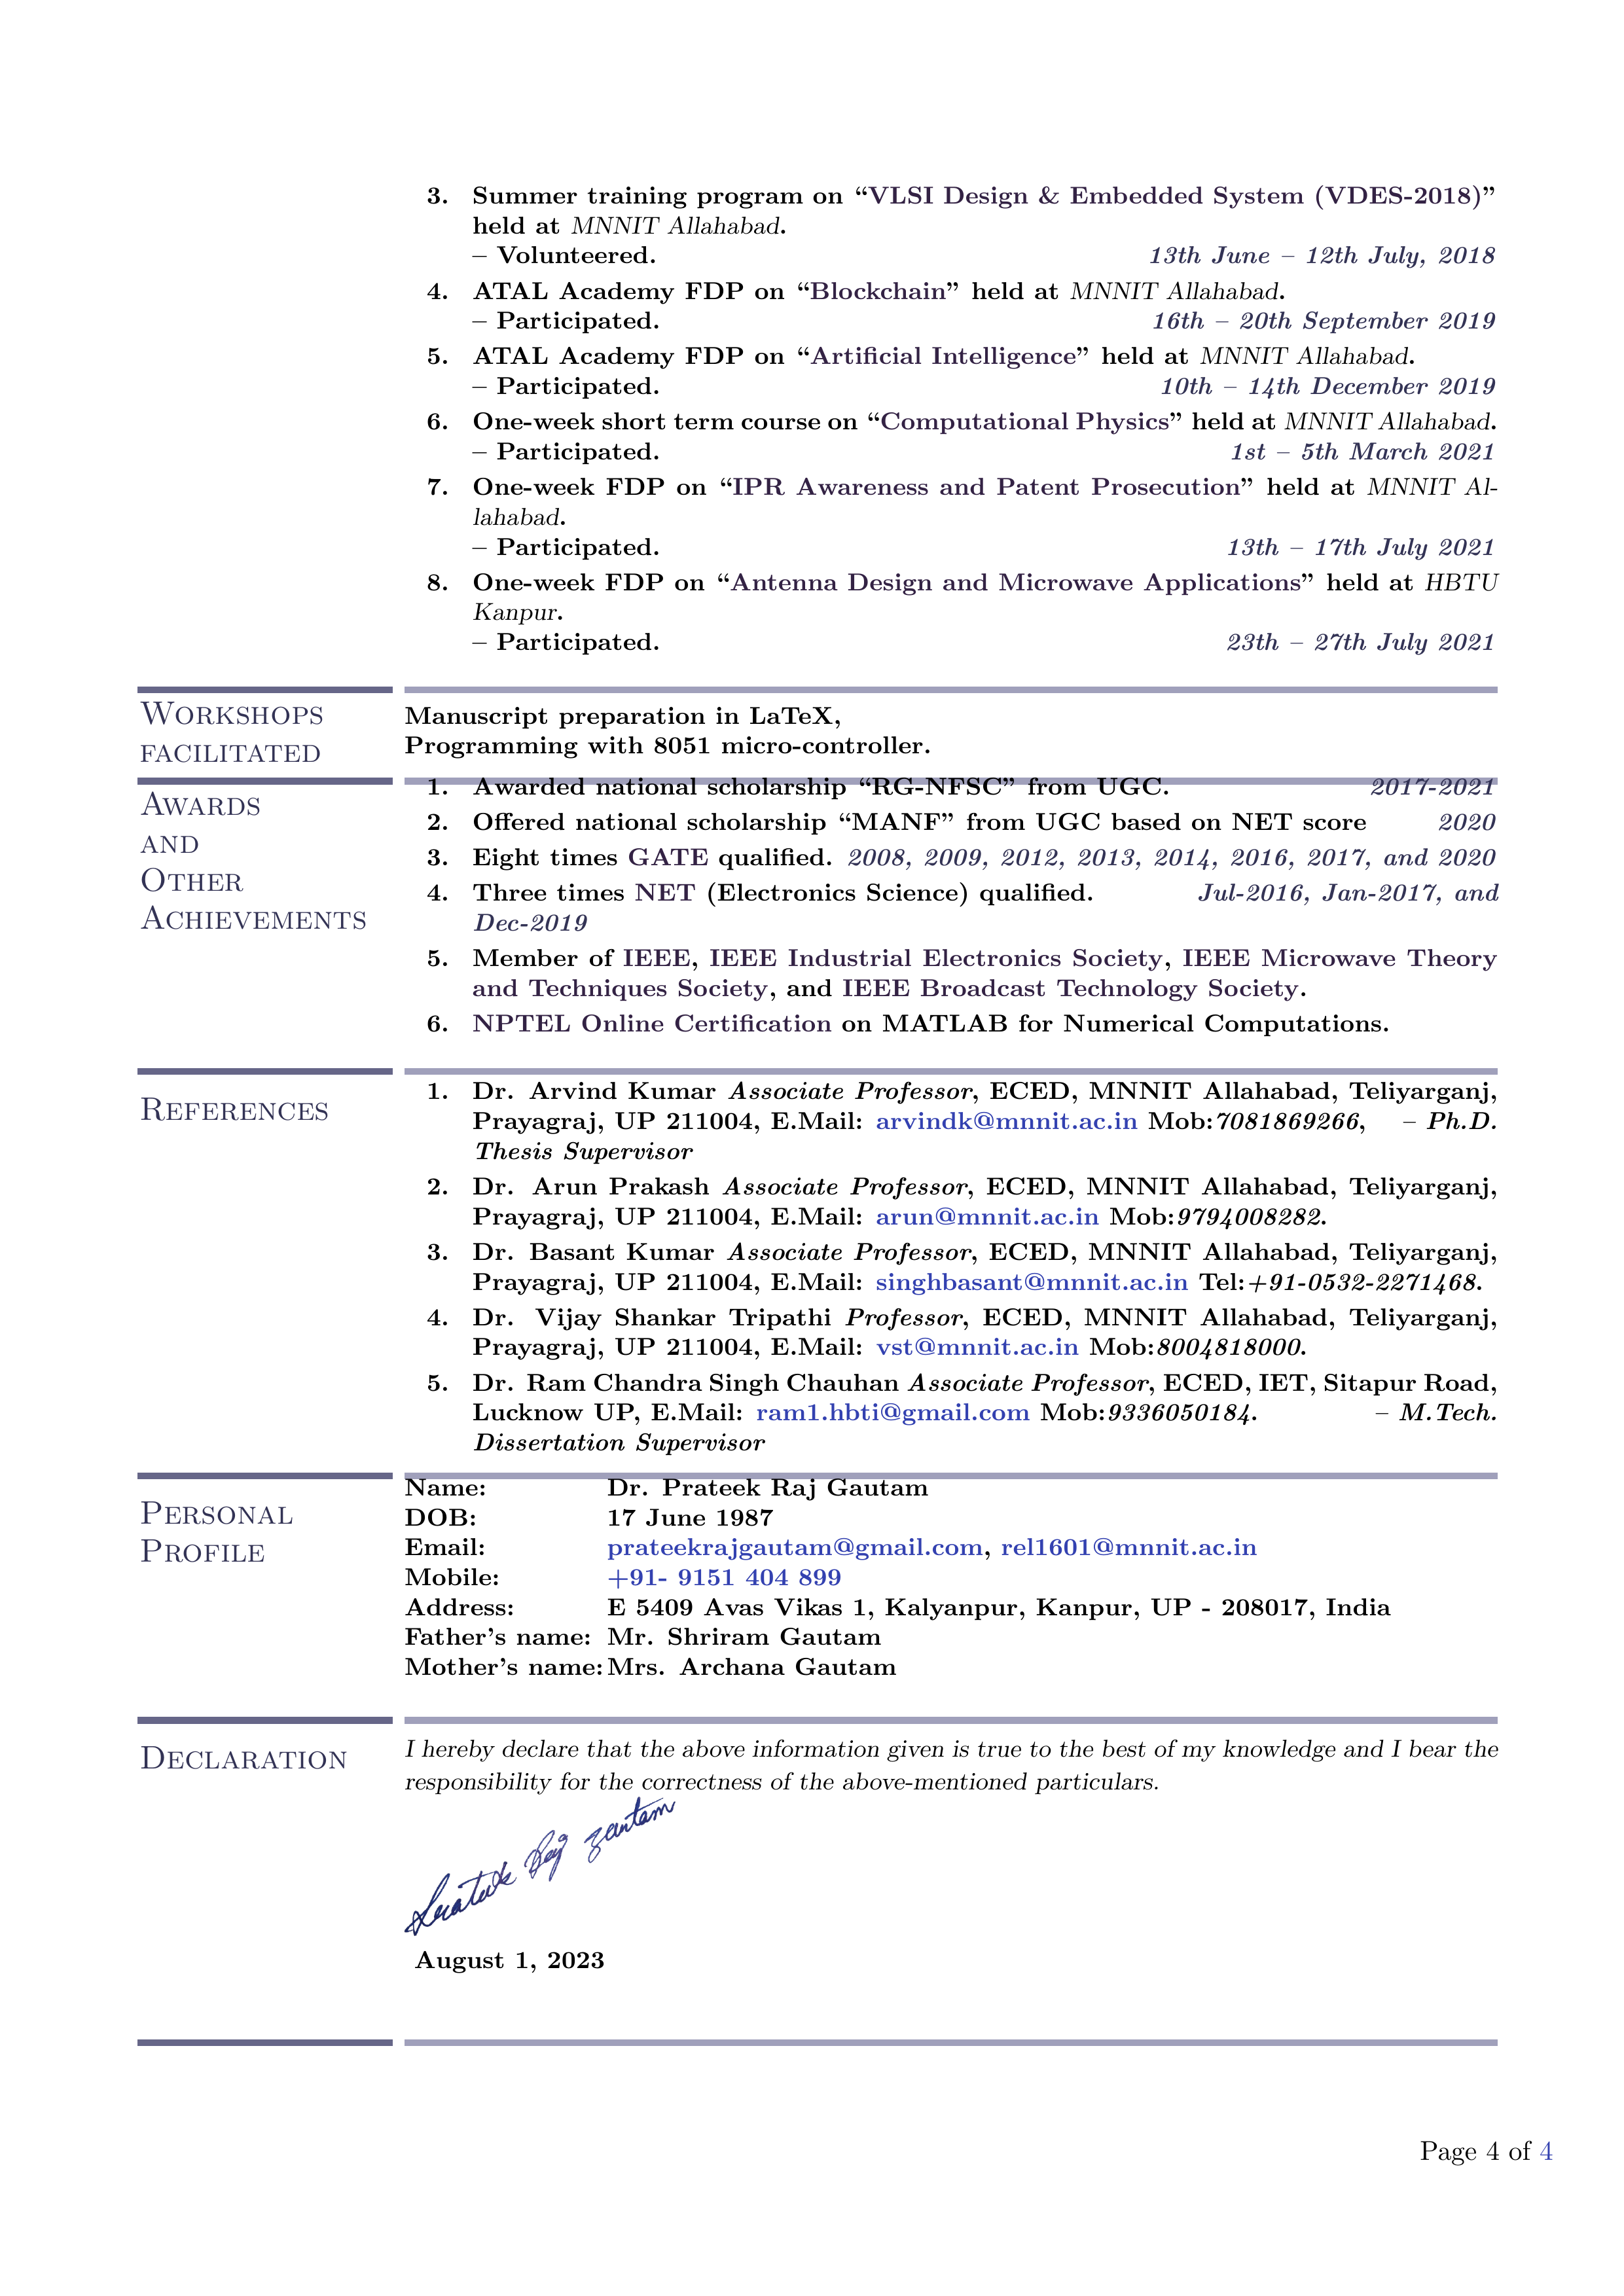 3. Summer training program on “VLSI Design & Embedded System (VDES-2018)”
held at MNNIT Allahabad.
– Volunteered. 13th June – 12th July, 2018
4. ATAL Academy FDP on “Blockchain” held at MNNIT Allahabad.
– Participated. 16th – 20th September 2019
5. ATAL Academy FDP on “Artificial Intelligence” held at MNNIT Allahabad.
– Participated. 10th – 14th December 2019
6. One-week short term course on “Computational Physics” held at MNNIT Allahabad.
– Participated. 1st – 5th March 2021
7. One-week FDP on “IPR Awareness and Patent Prosecution” held at MNNIT Al-
lahabad.
– Participated. 13th – 17th July 2021
8. One-week FDP on “Antenna Design and Microwave Applications” held at HBTU
Kanpur.
– Participated. 23th – 27th July 2021
Workshops
facilitated
Manuscript preparation in LaTeX,
Programming with 8051 micro-controller.
Awards
and
Other
Achievements
1. Awarded national scholarship “RG-NFSC” from UGC. 2017-2021
2. Offered national scholarship “MANF” from UGC based on NET score 2020
3. Eight times GATE qualified. 2008, 2009, 2012, 2013, 2014, 2016, 2017, and 2020
4. Three times NET (Electronics Science) qualified. Jul-2016, Jan-2017, and
Dec-2019
5. Member of IEEE, IEEE Industrial Electronics Society, IEEE Microwave Theory
and Techniques Society, and IEEE Broadcast Technology Society.
6. NPTEL Online Certification on MATLAB for Numerical Computations.
References
1. Dr. Arvind Kumar Associate Professor, ECED, MNNIT Allahabad, Teliyarganj,
Prayagraj, UP 211004, E.Mail: arvindk@mnnit.ac.in Mob:7081869266, – Ph.D.
Thesis Supervisor
2. Dr. Arun Prakash Associate Professor, ECED, MNNIT Allahabad, Teliyarganj,
Prayagraj, UP 211004, E.Mail: arun@mnnit.ac.in Mob:9794008282.
3. Dr. Basant Kumar Associate Professor, ECED, MNNIT Allahabad, Teliyarganj,
Prayagraj, UP 211004, E.Mail: singhbasant@mnnit.ac.in Tel:+91-0532-2271468.
4. Dr. Vijay Shankar Tripathi Professor, ECED, MNNIT Allahabad, Teliyarganj,
Prayagraj, UP 211004, E.Mail: vst@mnnit.ac.in Mob:8004818000.
5. Dr. Ram Chandra Singh Chauhan Associate Professor, ECED, IET, Sitapur Road,
Lucknow UP, E.Mail: ram1.hbti@gmail.com Mob:9336050184. – M.Tech.
Dissertation Supervisor
Personal
Profile
Name: Dr. Prateek Raj Gautam
DOB: 17 June 1987
Email: prateekrajgautam@gmail.com, rel1601@mnnit.ac.in
Mobile: +91- 9151 404 899
Address: E 5409 Avas Vikas 1, Kalyanpur, Kanpur, UP - 208017, India
Father's name: Mr. Shriram Gautam
Mother's name: Mrs. Archana Gautam
Declaration
I hereby declare that the above information given is true to the best of my knowledge and I bear the
responsibility for the correctness of the above-mentioned particulars.
Prateek Raj Gautam
August 1, 2023
Page 4 of 4